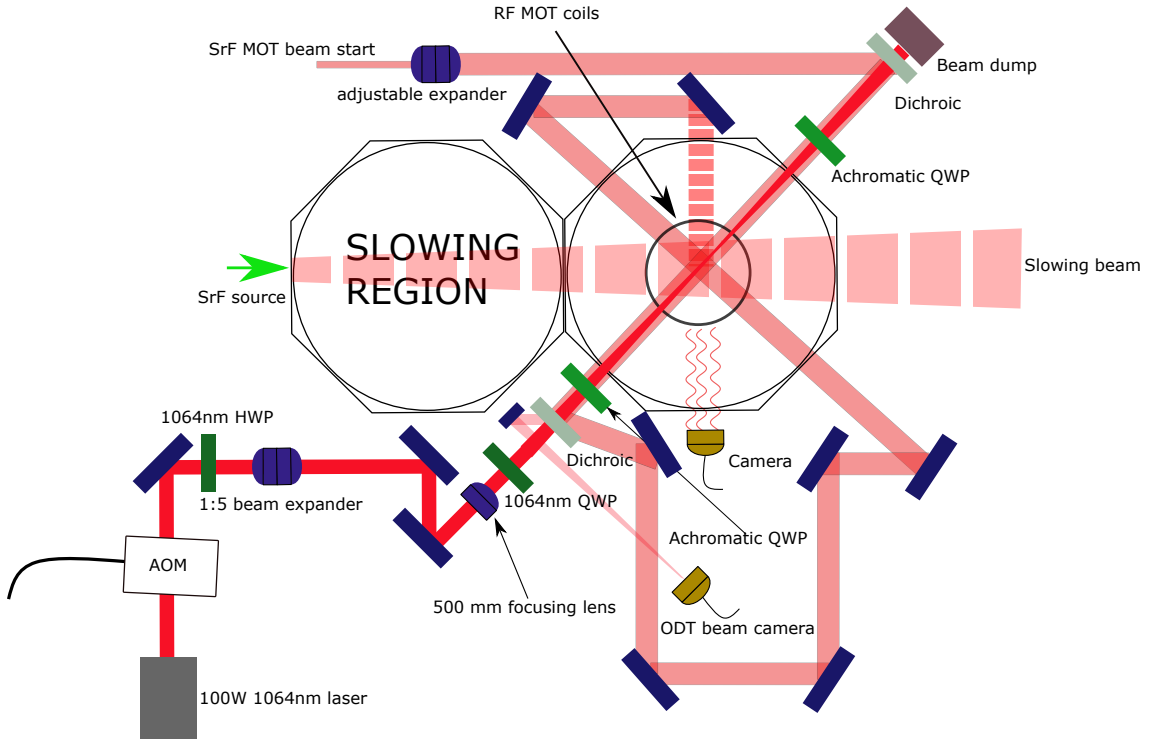 RF MOT coils
SrF MOT beam start
Beam dump
adjustable expander
Dichroic
Achromatic QWP
SLOWING
REGION
Slowing beam
SrF source
1064nm HWP
Dichroic
Camera
1:5 beam expander
1064nm QWP
Achromatic QWP
AOM
500 mm focusing lens
ODT beam camera
100W 1064nm laser